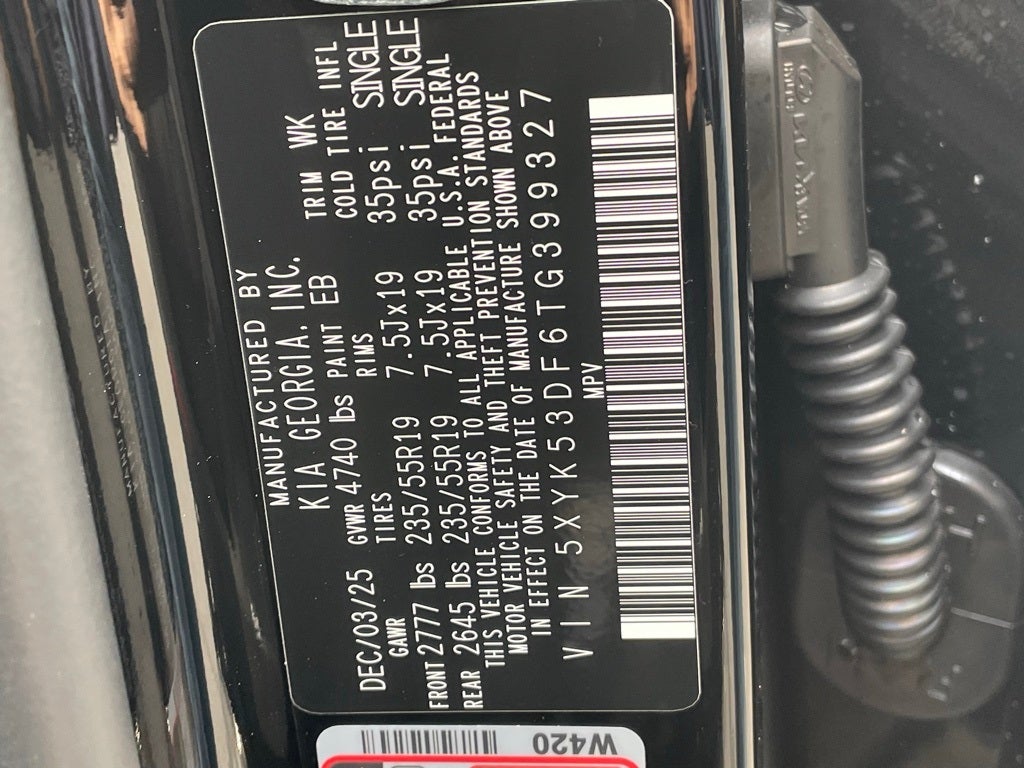 MANUFACTURED BY
KIA GEORGIA, INC.
DEC/03/25 GVWR 4740 lbs PAINT EB TRIM WK
GAWR TIRES RIMS COLD TIRE INFL
FRONT 2777 lbs 235/55R19 7.5Jx19 35psi SINGLE
REAR 2645 lbs 235/55R19 7.5Jx19 35psi SINGLE
THIS VEHICLE CONFORMS TO ALL APPLICABLE U.S.A. FEDERAL
MOTOR VEHICLE SAFETY AND THEFT PREVENTION STANDARDS
IN EFFECT ON THE DATE OF MANUFACTURE SHOWN ABOVE
VIN 5XYK53DF6TG399327
MPV
W420